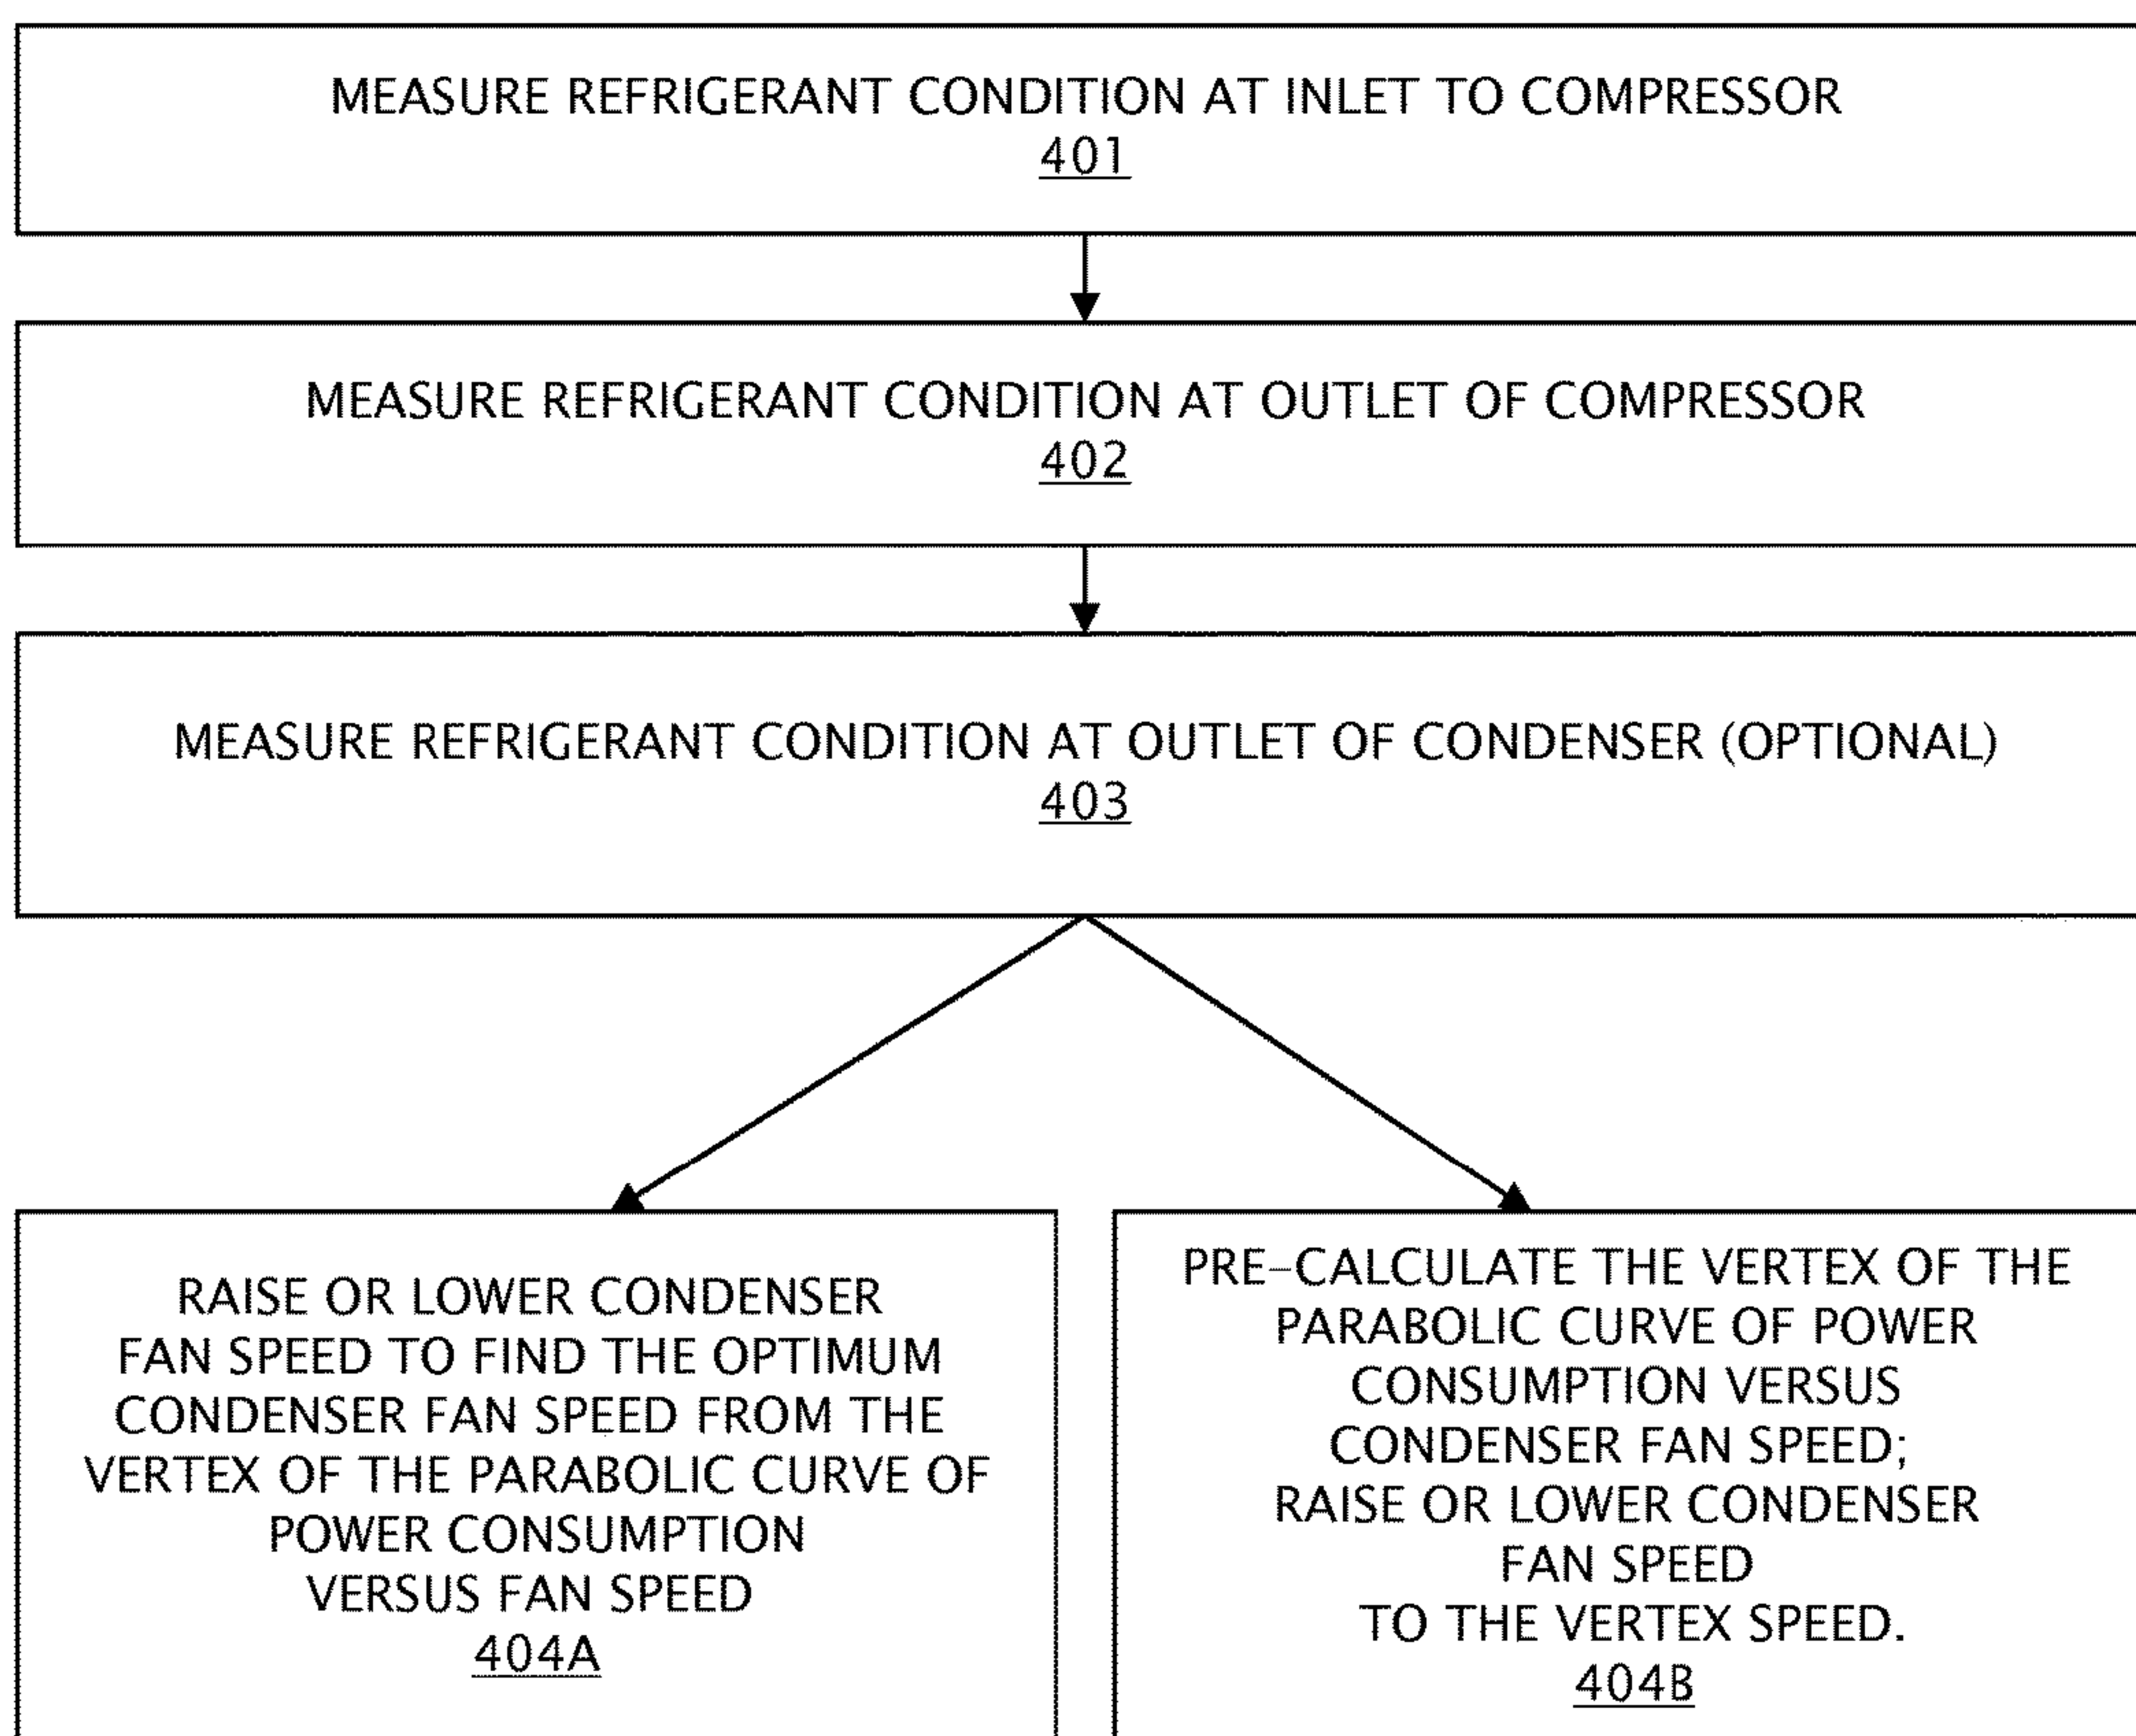 MEASURE REFRIGERANT CONDITION AT INLET TO COMPRESSOR
401
MEASURE REFRIGERANT CONDITION AT OUTLET OF COMPRESSOR
402
MEASURE REFRIGERANT CONDITION AT OUTLET OF CONDENSER (OPTIONAL)
403
RAISE OR LOWER CONDENSER
FAN SPEED TO FIND THE OPTIMUM
CONDENSER FAN SPEED FROM THE
VERTEX OF THE PARABOLIC CURVE OF
POWER CONSUMPTION
VERSUS FAN SPEED
404A
PRE-CALCULATE THE VERTEX OF THE
PARABOLIC CURVE OF POWER
CONSUMPTION VERSUS
CONDENSER FAN SPEED;
RAISE OR LOWER CONDENSER
FAN SPEED
TO THE VERTEX SPEED.
404B